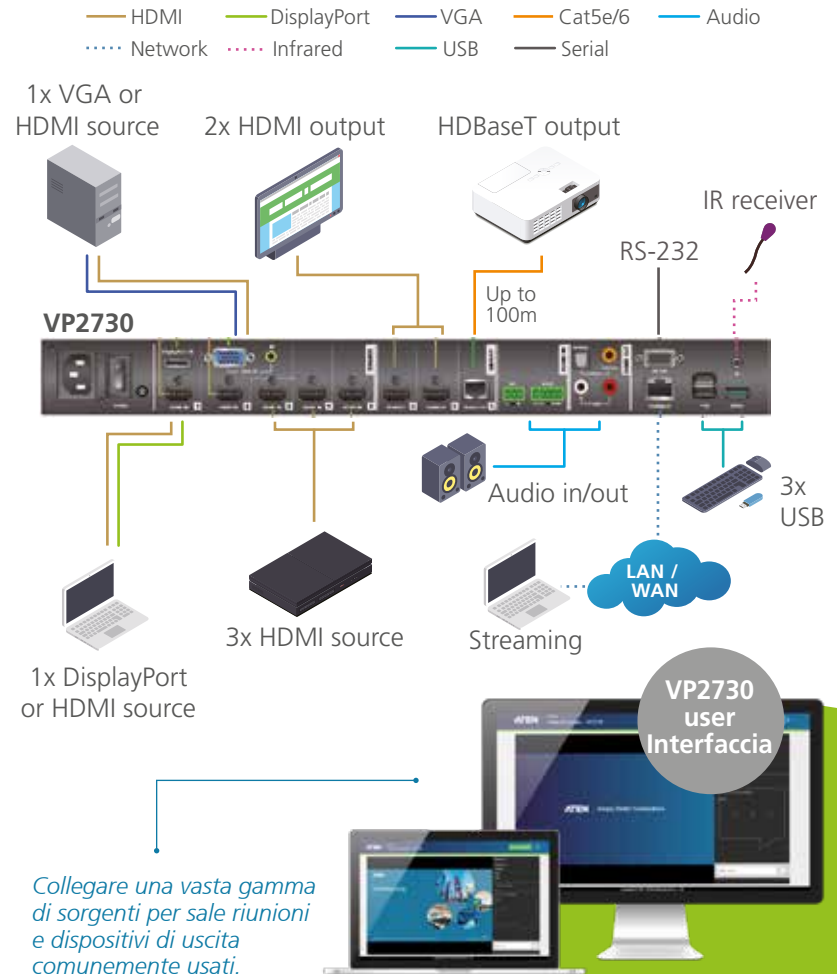 HDMI DisplayPort VGA Cat5e/6 Audio
Network Infrared USB Serial
1x VGA or
HDMI source
2x HDMI output
HDBaseT output
IR receiver
RS-232
Up to
100m
VP2730
Audio in/out
3x
USB
LAN /
WAN
3x HDMI source
Streaming
1x DisplayPort
or HDMI source
VP2730
user
Interfaccia
ATEN
ATEN
Collegare una vasta gamma
di sorgenti per sale riunioni
e dispositivi di uscita
comunemente usati.